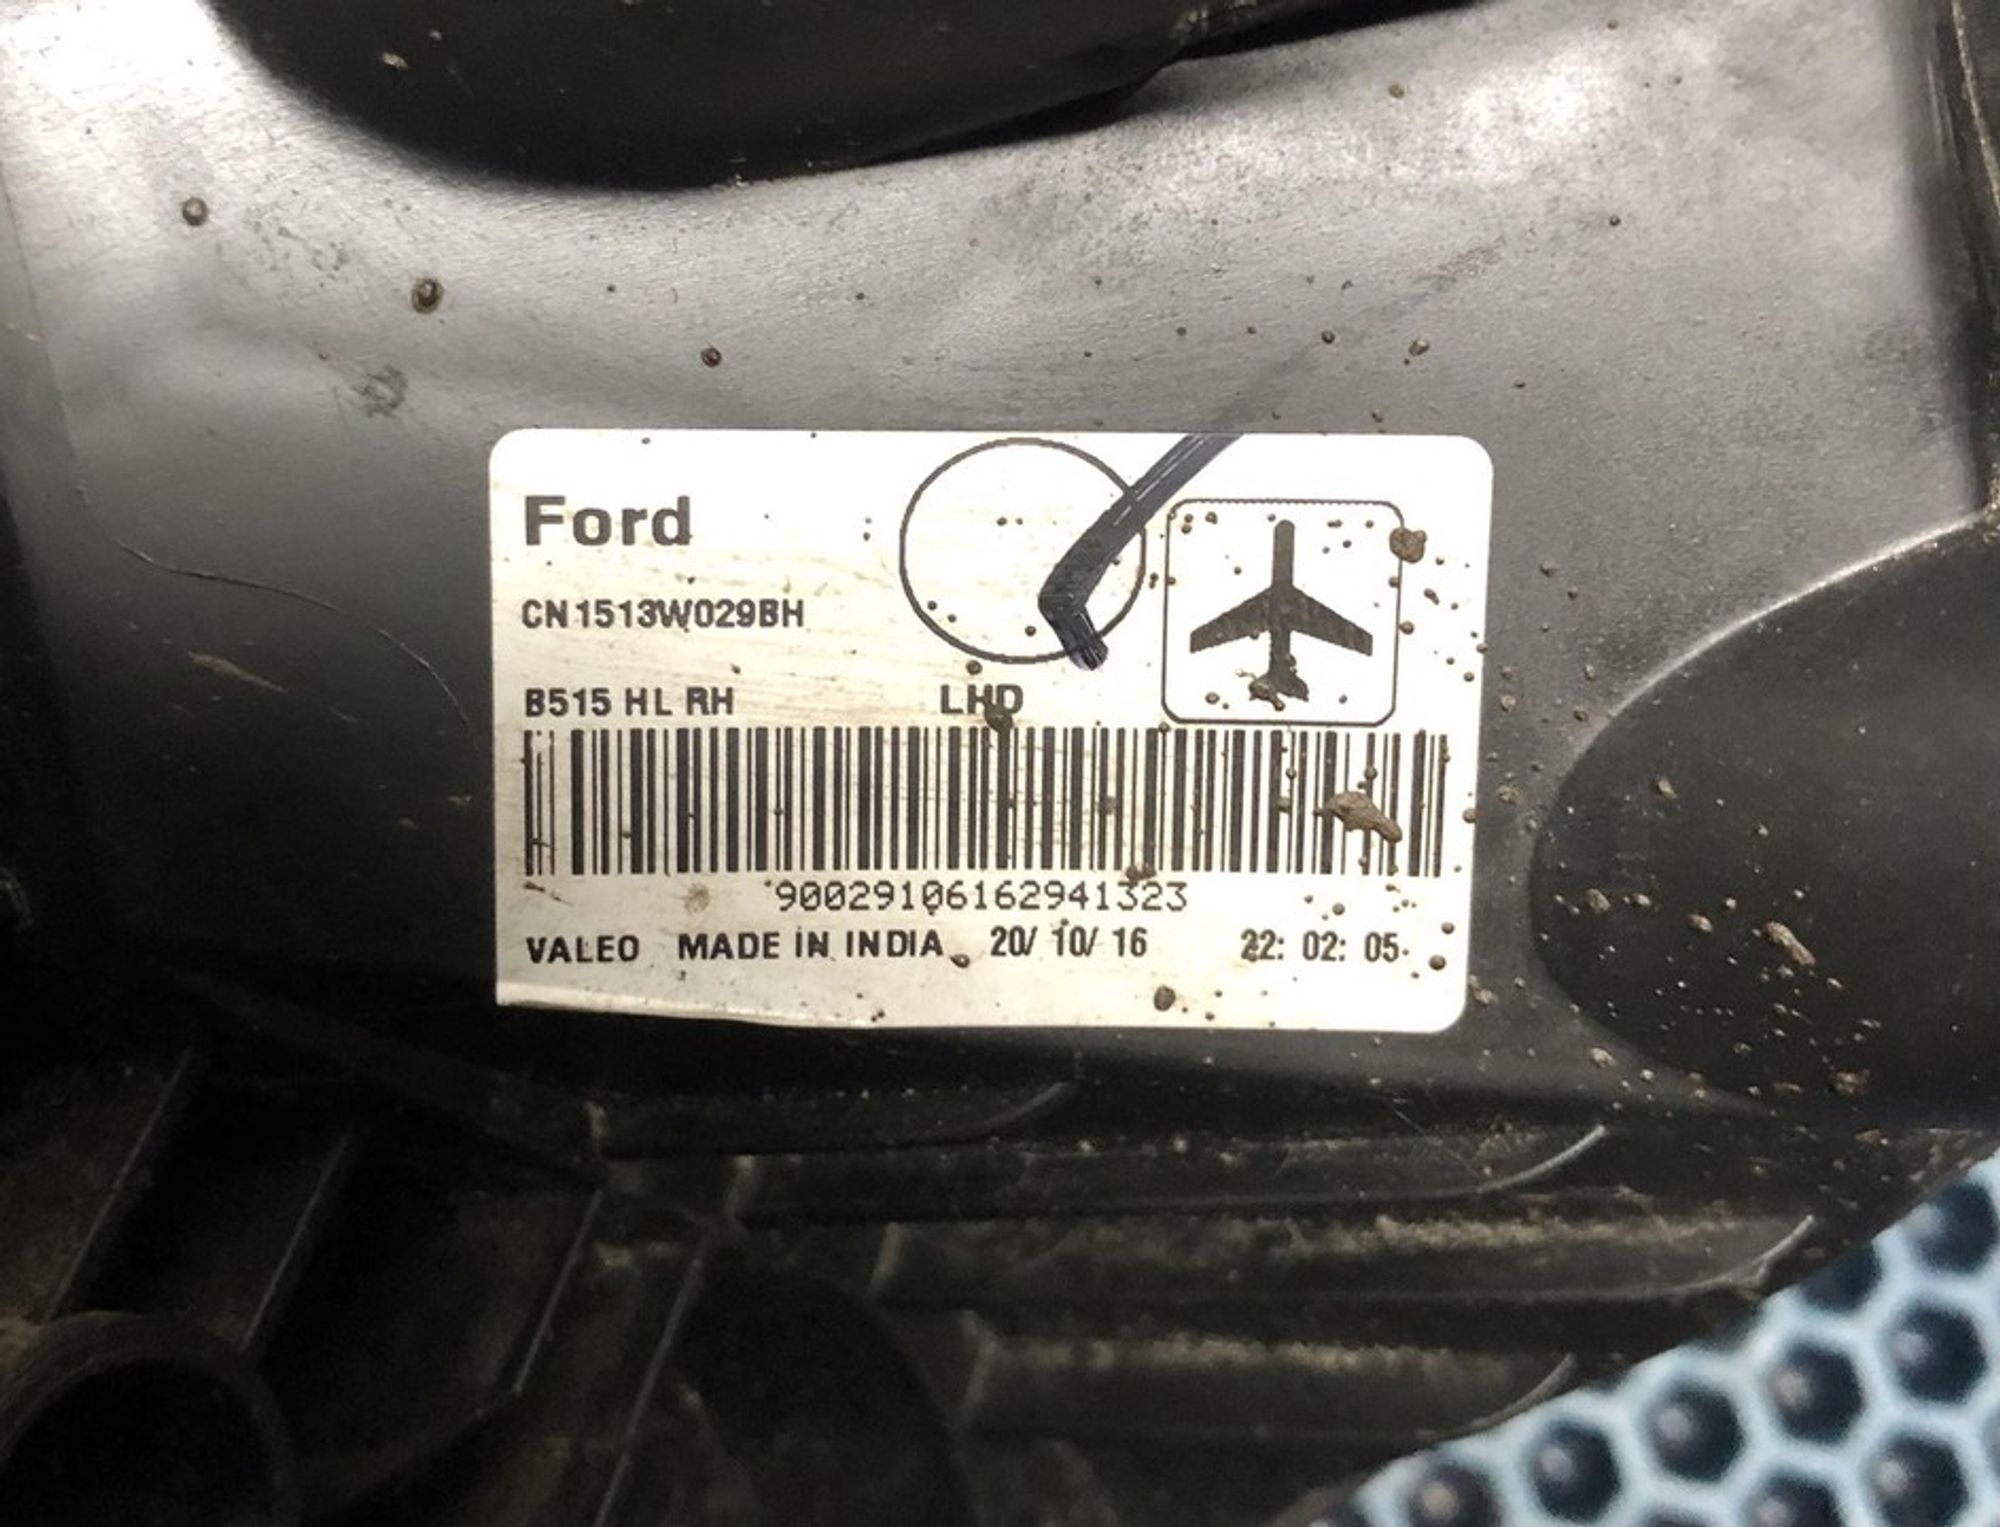 Ford
CN1513W029BH
B515 HL RH LHD
90029106162941323
VALEO MADE IN INDIA 20/ 10/ 16 22: 02: 05